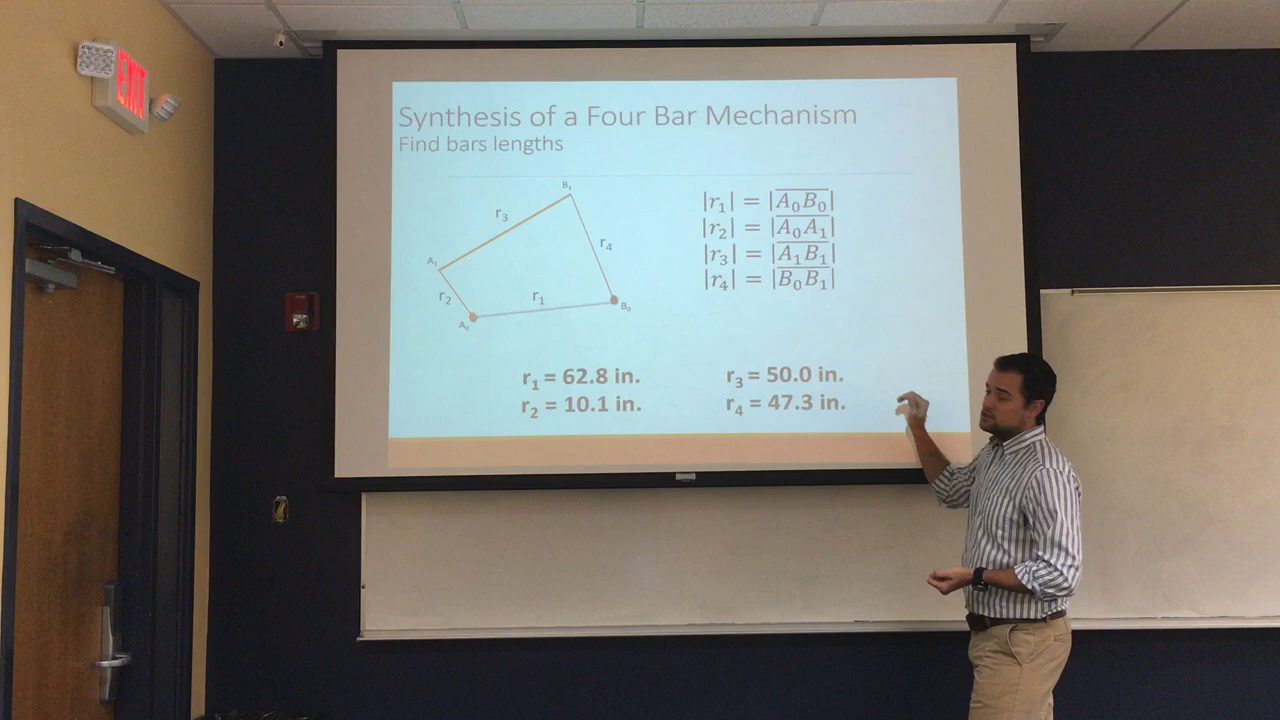 EXIT
Synthesis of a Four Bar Mechanism
Find bars lengths
B₁
r₃
|r₁| = |A₀B₀|
|r₂| = |A₀A₁|
r₄
|r₃| = |A₁B₁|
A₁
|r₄| = |B₀B₁|
r₂
r₁
B₀
A₀
r₁ = 62.8 in.
r₃ = 50.0 in.
r₂ = 10.1 in.
r₄ = 47.3 in.